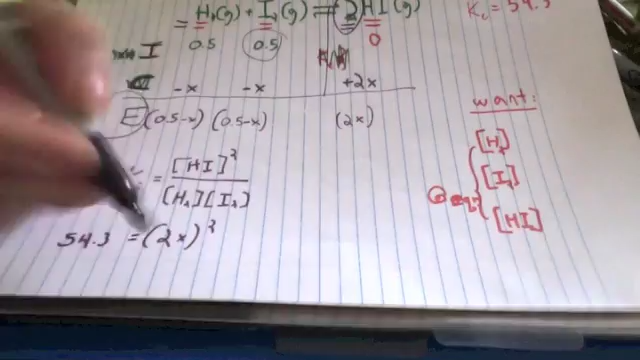 = H₂(g) + I₂(g) ⇌ 2HI(g)
K꜀ = 54.3
I 0.5 0.5 0
-x -x +2x
E (0.5-x) (0.5-x) (2x)
want:
[H₂]
= [HI]²
[H₂][I₂]
[I₂]
@ eq
[HI]
54.3 = (2x)²